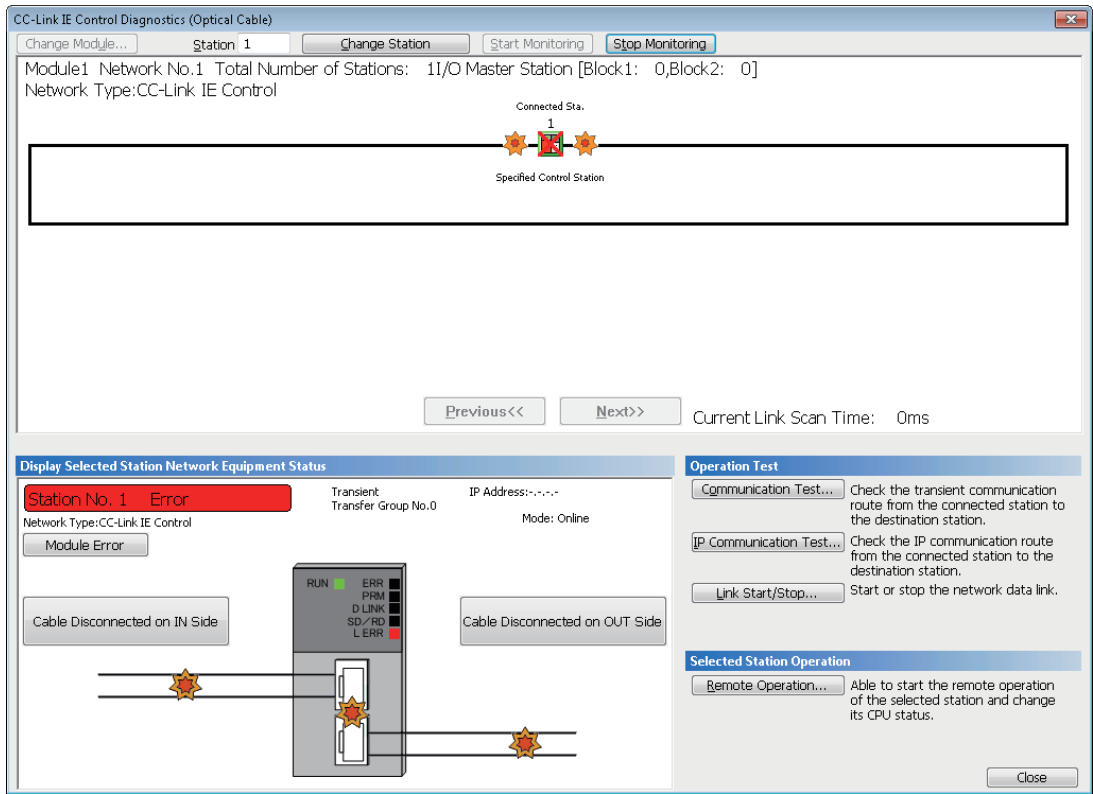 CC-Link IE Control Diagnostics (Optical Cable)
Change Module... Station 1 Change Station Start Monitoring Stop Monitoring
Module1 Network No.1 Total Number of Stations: 1I/O Master Station [Block1: 0,Block2: 0]
Network Type:CC-Link IE Control
Connected Sta.
1
Specified Control Station
Previous<< Next>> Current Link Scan Time: 0ms
Display Selected Station Network Equipment Status
Station No. 1 Error
Transient
Transfer Group No.0
IP Address:-.-.-.-
Mode: Online
Network Type:CC-Link IE Control
Module Error
RUN ERR
PRM
D LINK
SD/RD
L ERR
Cable Disconnected on IN Side
Cable Disconnected on OUT Side
Operation Test
Communication Test...
Check the transient communication
route from the connected station to
the destination station.
IP Communication Test...
Check the IP communication route
from the connected station to the
destination station.
Link Start/Stop...
Start or stop the network data link.
Selected Station Operation
Remote Operation...
Able to start the remote operation
of the selected station and change
its CPU status.
Close